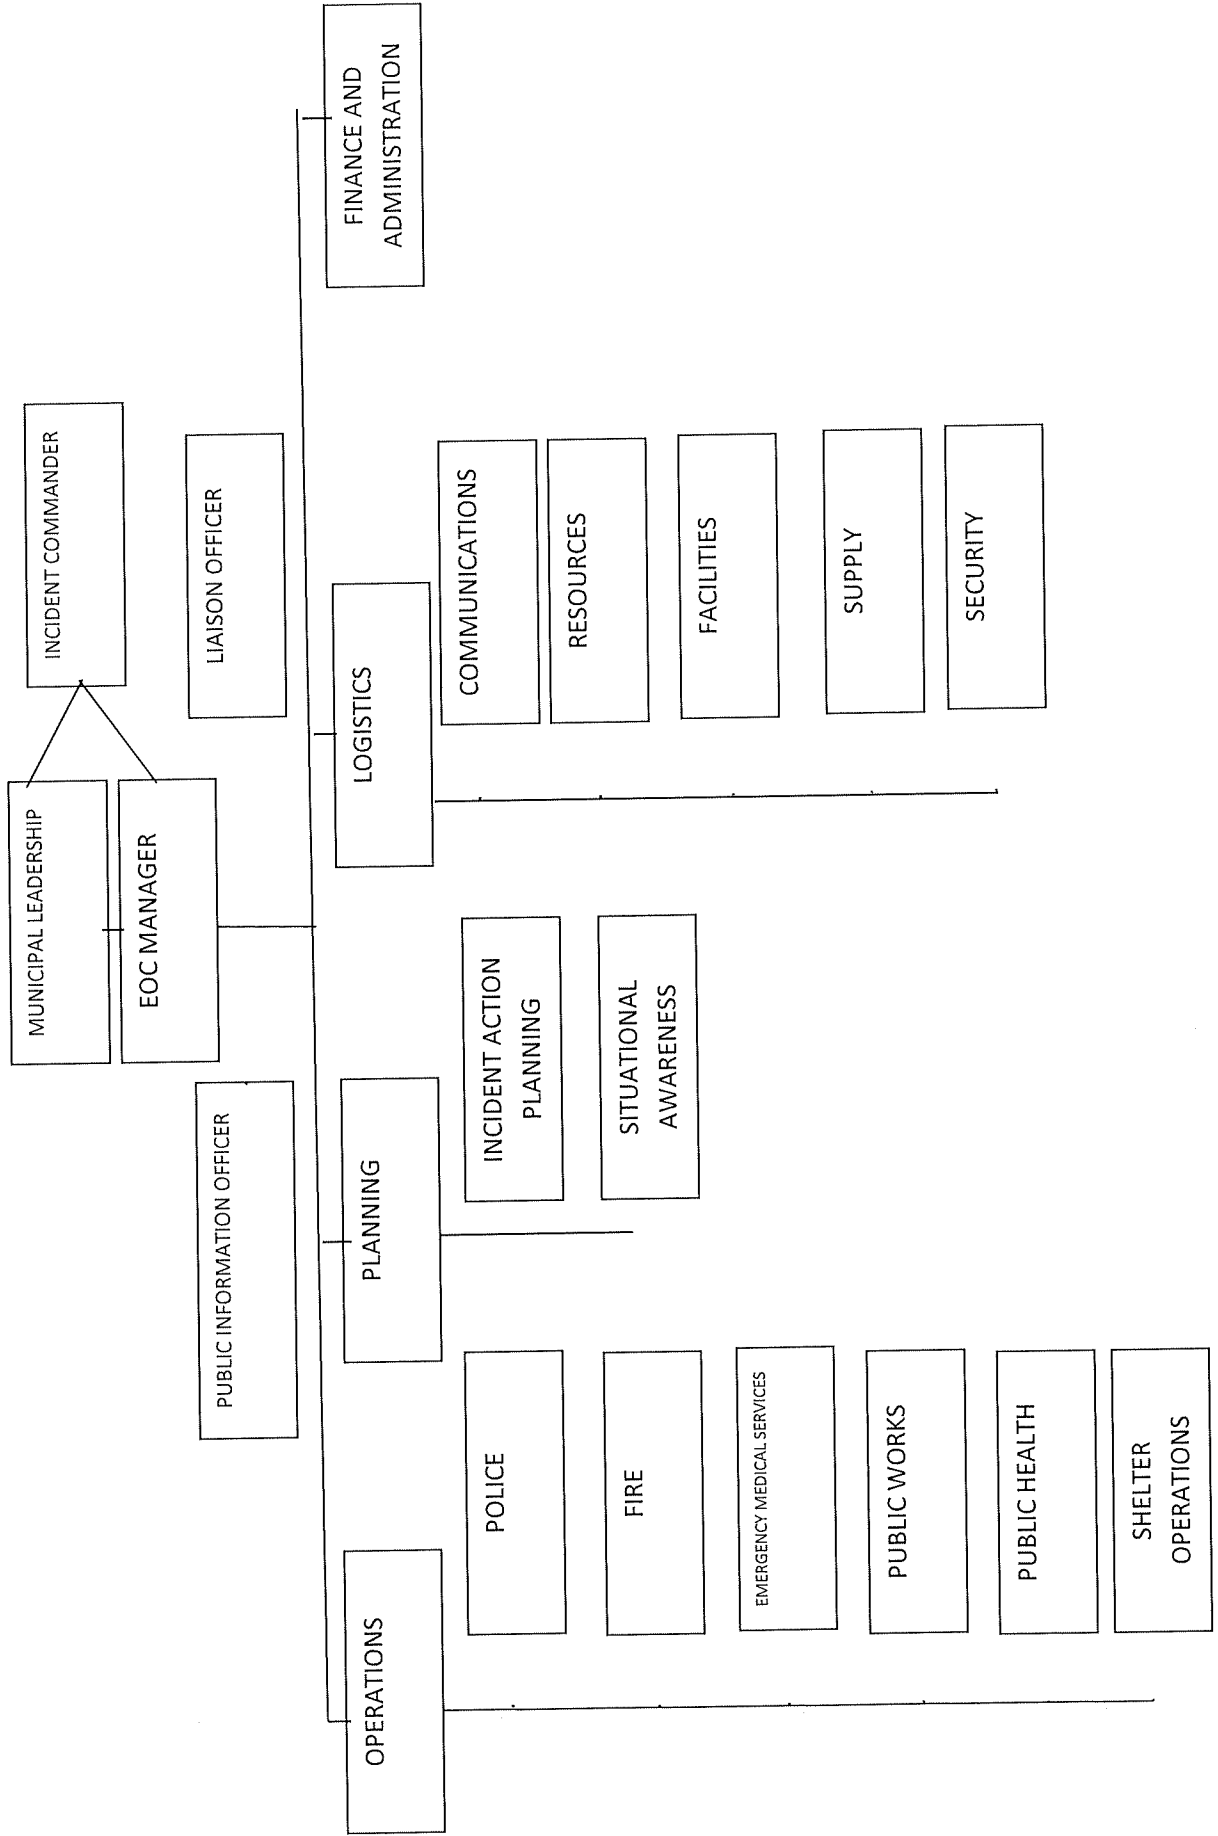 MUNICIPAL LEADERSHIP
INCIDENT COMMANDER
EOC MANAGER
PUBLIC INFORMATION OFFICER
LIAISON OFFICER
OPERATIONS
PLANNING
LOGISTICS
FINANCE AND
ADMINISTRATION
POLICE
FIRE
EMERGENCY MEDICAL SERVICES
PUBLIC WORKS
PUBLIC HEALTH
SHELTER
OPERATIONS
INCIDENT ACTION
PLANNING
SITUATIONAL
AWARENESS
COMMUNICATIONS
RESOURCES
FACILITIES
SUPPLY
SECURITY